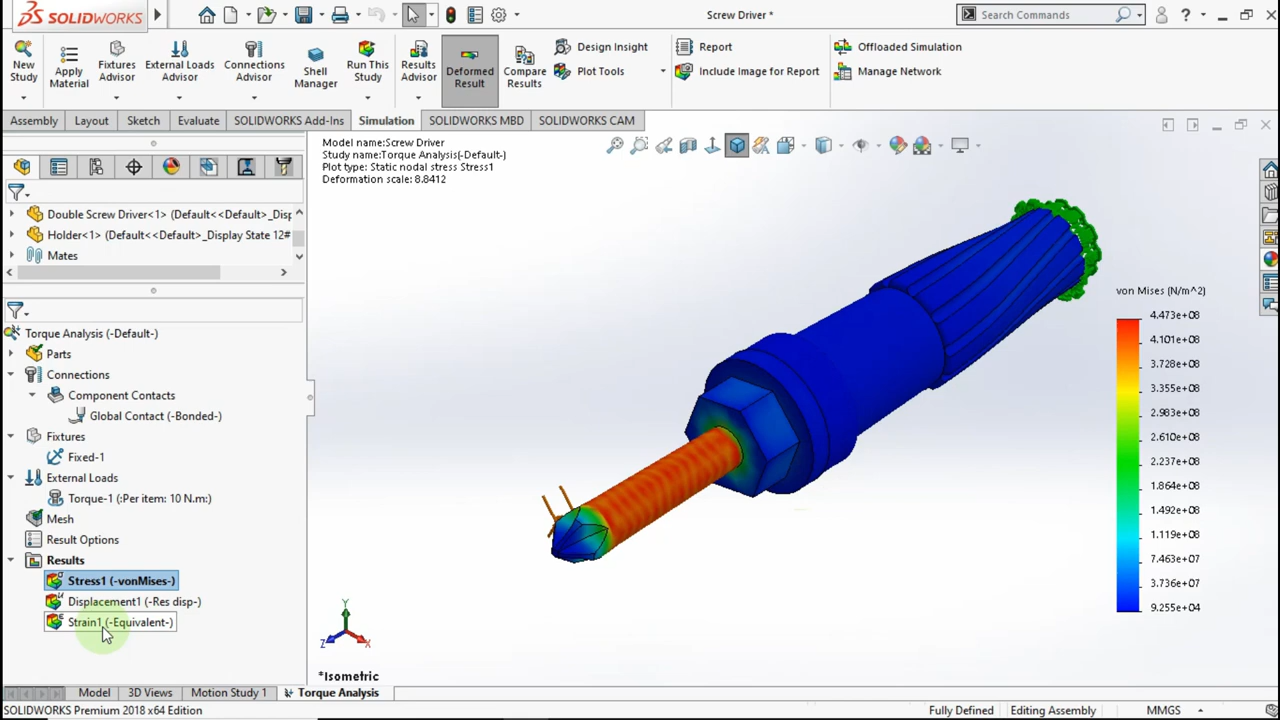 SOLIDWORKS
Screw Driver *
Search Commands
?
New Study
Apply Material
Fixtures Advisor
External Loads Advisor
Connections Advisor
Shell Manager
Run This Study
Results Advisor
Deformed Result
Compare Results
Design Insight
Plot Tools
Report
Include Image for Report
Offloaded Simulation
Manage Network
Assembly
Layout
Sketch
Evaluate
SOLIDWORKS Add-Ins
Simulation
SOLIDWORKS MBD
SOLIDWORKS CAM
Model name:Screw Driver
Study name:Torque Analysis(-Default-)
Plot type: Static nodal stress Stress1
Deformation scale: 8.8412
Double Screw Driver<1> (Default<<Default>_Disp
Holder<1> (Default<<Default>_Display State 12#
Mates
Torque Analysis (-Default-)
Parts
Connections
Component Contacts
Global Contact (-Bonded-)
Fixtures
Fixed-1
External Loads
Torque-1 (:Per item: 10 N.m:)
Mesh
Result Options
Results
Stress1 (-vonMises-)
Displacement1 (-Res disp-)
Strain1 (-Equivalent-)
von Mises (N/m^2)
4.473e+08
4.101e+08
3.728e+08
3.355e+08
2.983e+08
2.610e+08
2.237e+08
1.864e+08
1.492e+08
1.119e+08
7.463e+07
3.736e+07
9.255e+04
Y
Z
X
*Isometric
Model
3D Views
Motion Study 1
Torque Analysis
SOLIDWORKS Premium 2018 x64 Edition
Fully Defined
Editing Assembly
MMGS